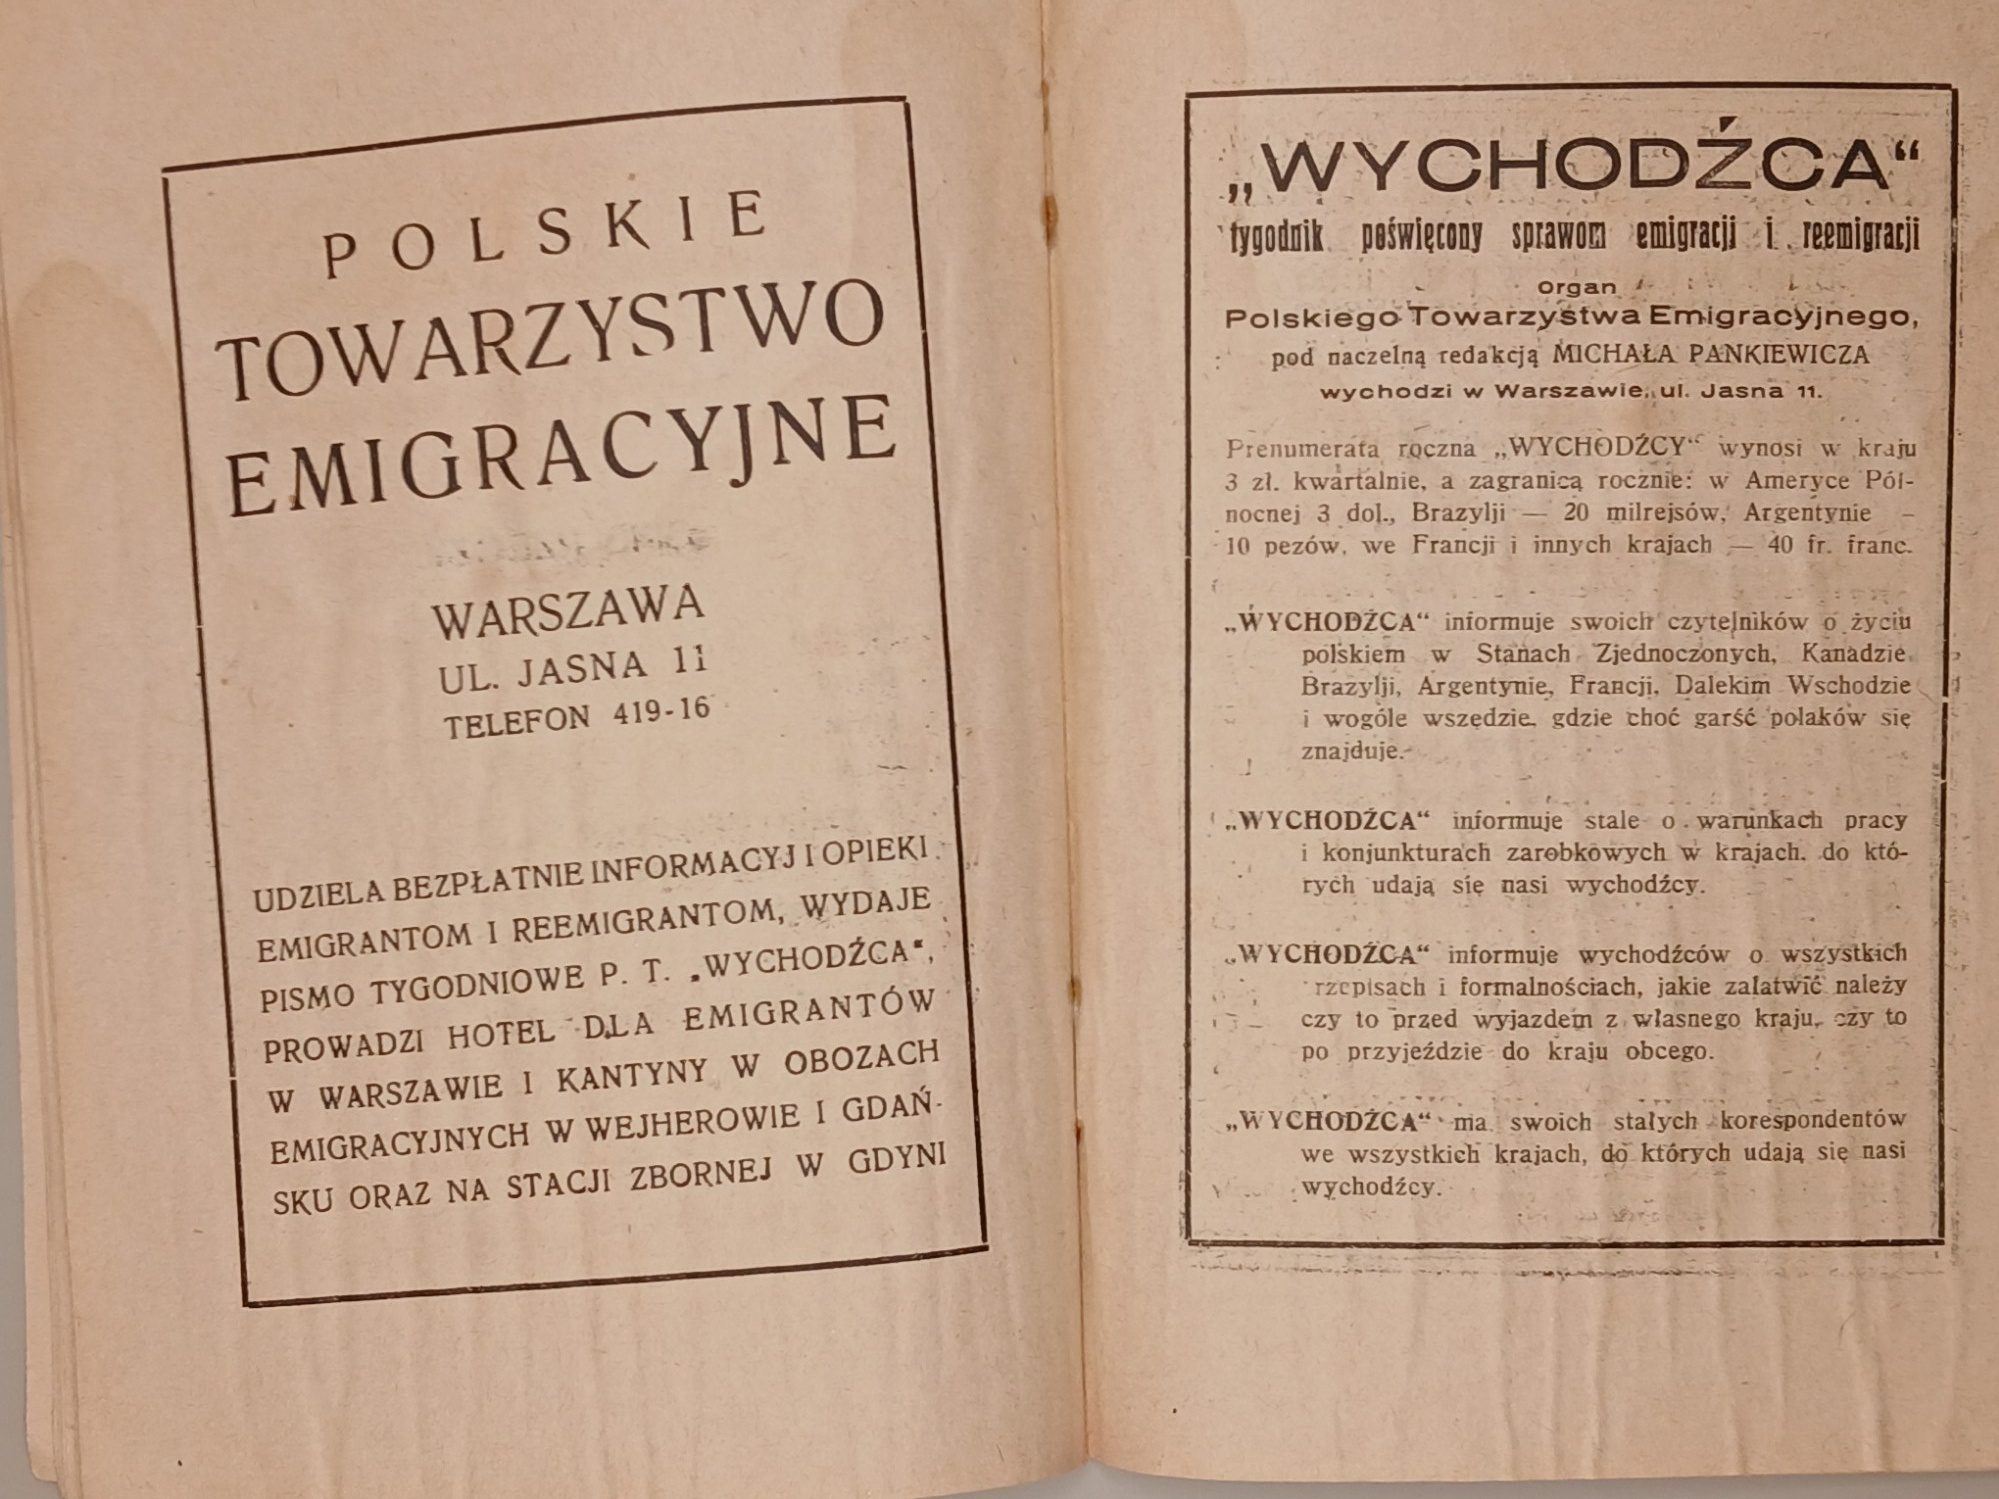 POLSKIE
TOWARZYSTWO
EMIGRACYJNE
WARSZAWA
UL. JASNA 11
TELEFON 419-16
UDZIELA BEZPŁATNIE INFORMACYJ I OPIEKI
EMIGRANTOM I REEMIGRANTOM, WYDAJE
PISMO TYGODNIOWE P. T. „WYCHODŹCA“,
PROWADZI HOTEL DLA EMIGRANTÓW
W WARSZAWIE I KANTYNY W OBOZACH
EMIGRACYJNYCH W WEJHEROWIE I GDAŃ-
SKU ORAZ NA STACJI ZBORNEJ W GDYNI
„WYCHODŹCA“
tygodnik poświęcony sprawom emigracji i reemigracji
organ
Polskiego Towarzystwa Emigracyjnego,
pod naczelną redakcją MICHAŁA PANKIEWICZA
wychodzi w Warszawie, ul. Jasna 11.
Prenumerata roczna „WYCHODŹCY“ wynosi w kraju
3 zł. kwartalnie, a zagranicą rocznie: w Ameryce Pół-
nocnej 3 dol., Brazylji — 20 milrejsów, Argentynie –
10 pezów, we Francji i innych krajach — 40 fr. franc.
„WYCHODŹCA“ informuje swoich czytelników o życiu
polskiem w Stanach Zjednoczonych, Kanadzie
Brazylji, Argentynie, Francji, Dalekim Wschodzie
i wogóle wszędzie, gdzie choć garść polaków się
znajduje.
„WYCHODŹCA“ informuje stale o warunkach pracy
i konjunkturach zarobkowych w krajach, do któ-
rych udają się nasi wychodźcy.
„WYCHODŹCA“ informuje wychodźców o wszystkich
rzepisach i formalnościach, jakie załatwić należy
czy to przed wyjazdem z własnego kraju, czy to
po przyjeździe do kraju obcego.
„WYCHODŹCA“ ma swoich stałych korespondentów
we wszystkich krajach, do których udają się nasi
wychodźcy.